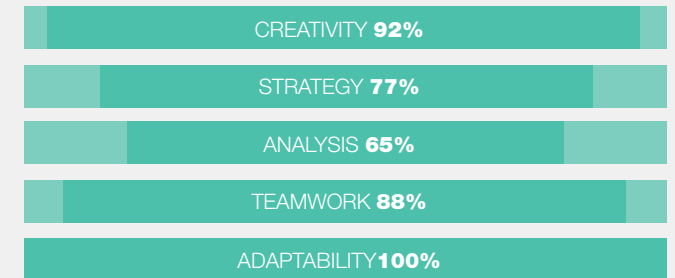 CREATIVITY 92%
STRATEGY 77%
ANALYSIS 65%
TEAMWORK 88%
ADAPTABILITY100%